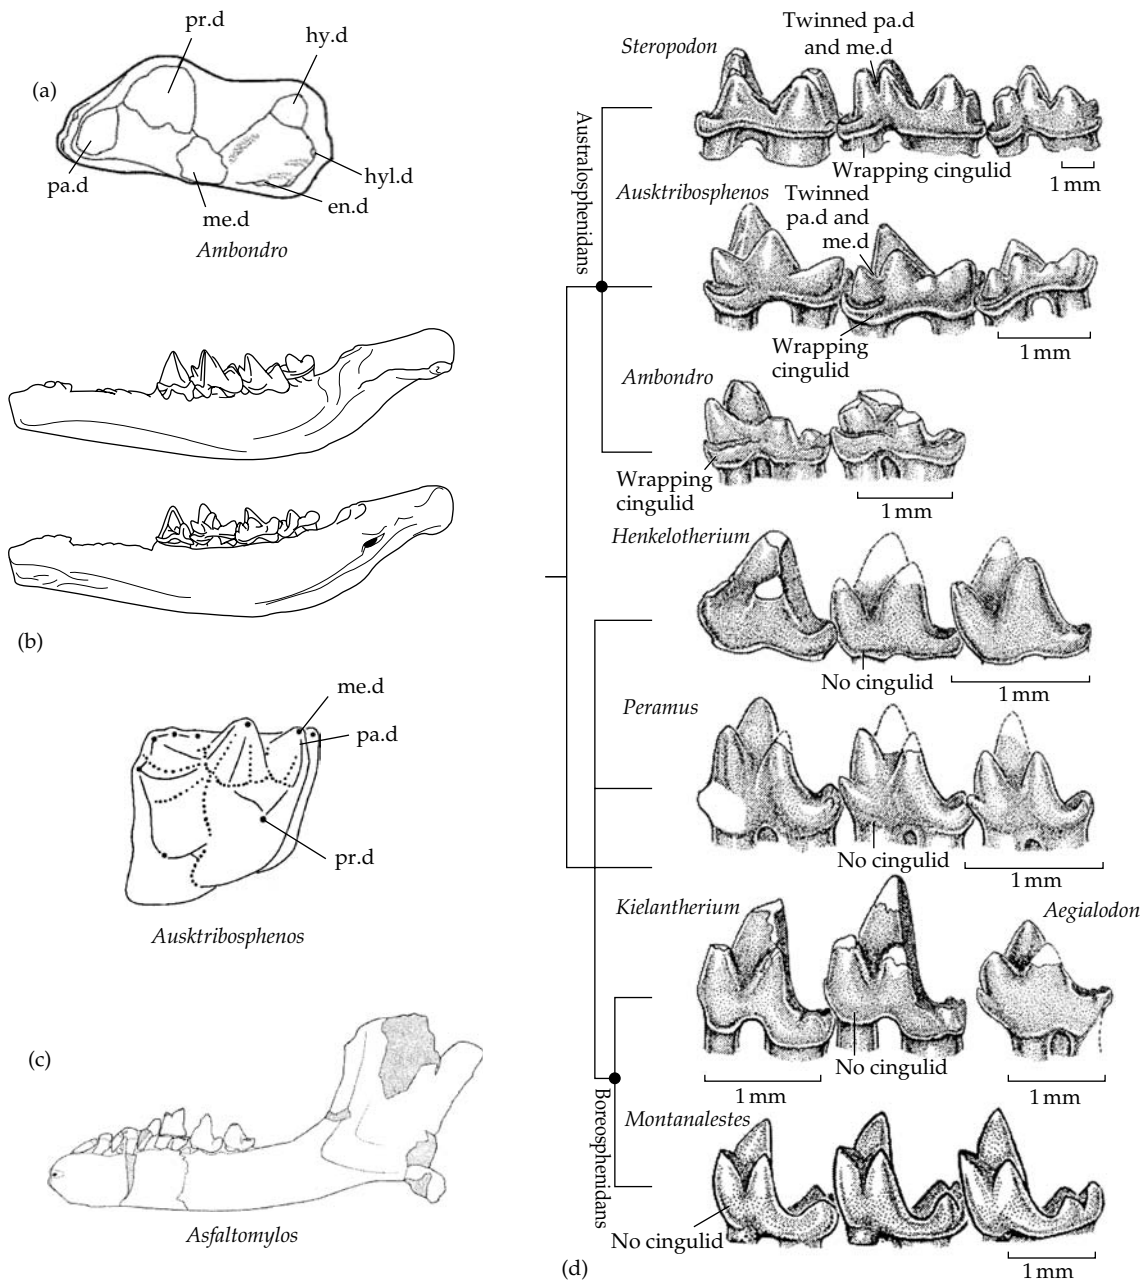 (a)
pr.d
hy.d
pa.d
me.d
en.d
hyl.d
Ambondro
(b)
me.d
pa.d
pr.d
Ausktribosphenos
(c)
Asfaltomylos
(d)
Australosphenidans
Boreosphenidans
Steropodon
Twinned pa.d
and me.d
Wrapping cingulid
1 mm
Ausktribosphenos
Twinned
pa.d and
me.d
Wrapping
cingulid
1 mm
Ambondro
Wrapping
cingulid
1 mm
Henkelotherium
No cingulid
1 mm
Peramus
No cingulid
1 mm
Kielantherium
Aegialodon
No cingulid
1 mm
1 mm
Montanalestes
No cingulid
1 mm